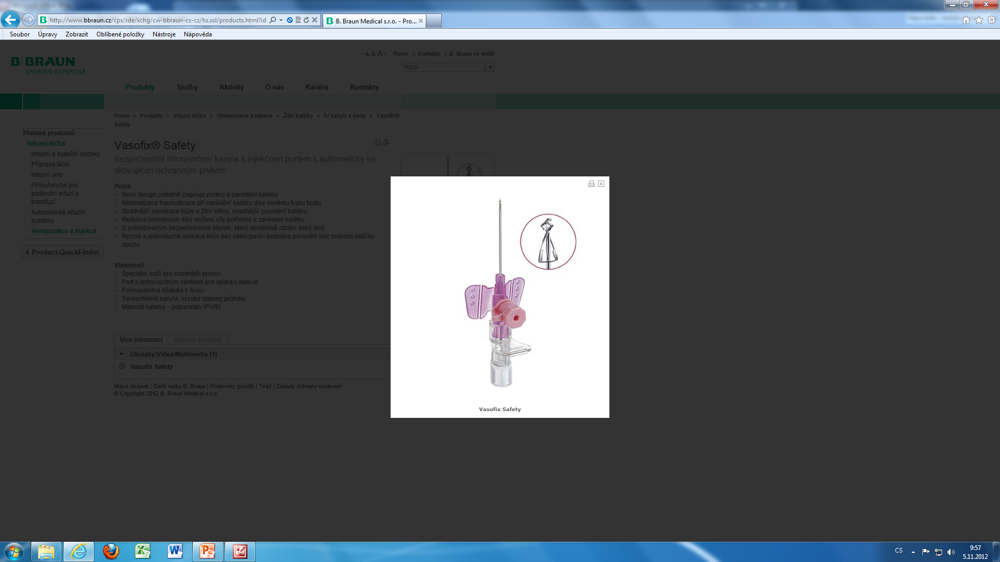 http://www.bbraun.cz/cps/rde/xchg/cw-bbraun-cs-cz/hs.xsl/products.html?id
B. Braun Medical s.r.o. - Pro...
Soubor Úpravy Zobrazit Oblíbené položky Nástroje Nápověda
B BRAUN
SHARING EXPERTISE
-A A A+ Home | Kontakty | B. Braun ve světě
Najdi
Produkty Služby Aktivity O nás Kariéra Kontakty
Home > Produkty > Infuzní léčba > Venepunkce a injekce > Žilní katétry > IV kanyly s porty > Vasofix®
Safety
Přehled produktů
Infuzní léčba
Infuzní a injekční roztoky
Příprava léčiv
Infuzní sety
Příslušenství pro
podávání infuzí a
transfuzí
Automatické infuzní
systémy
Venepunkce a injekce
Product-QuickFinder
Vasofix® Safety
Bezpečnostní intravenózní kanyla s injekčním portem s automaticky se
aktivujícím ochranným prvkem
Popis
– Nový design zřetelně zlepšuje punkci a zavádění katétru
– Minimalizace traumatizace při zavádění katétru díky novému tvaru hrotu
– Snadnější penetrace kůže a žilní stěny, snadnější zavedení katétru
– Redukce bolestivosti díky snížení síly potřebné k zavedení katétru
– S patentovaným bezpečnostním klipem, který spolehlivě chrání ostrý hrot
– Rychlá a jednoduchá aplikace léčiv bez nebezpeční bodného poranění bez nutnosti dalšího
vpichu
Vlastnosti
– Speciální ostří pro snadnější punkci
– Port s jednocestným ventilem pro aplikaci injekce
– Formovatelná křidélka k fixaci
– Tenkostěnná kanyla, vysoké objemy průtoku
– Materiál katetru – polyuretan (PUR)
Více informací Seznam produktů
Obrázky/Videa/Multimédia (1)
Vasofix Safety
Mapa stránek | Další weby B. Braun | Podmínky použití | Tiráž | Zásady ochrany soukromí
© Copyright 2012 B. Braun Medical s.r.o.
Vasofix Safety
CS
9:57
5.11.2012